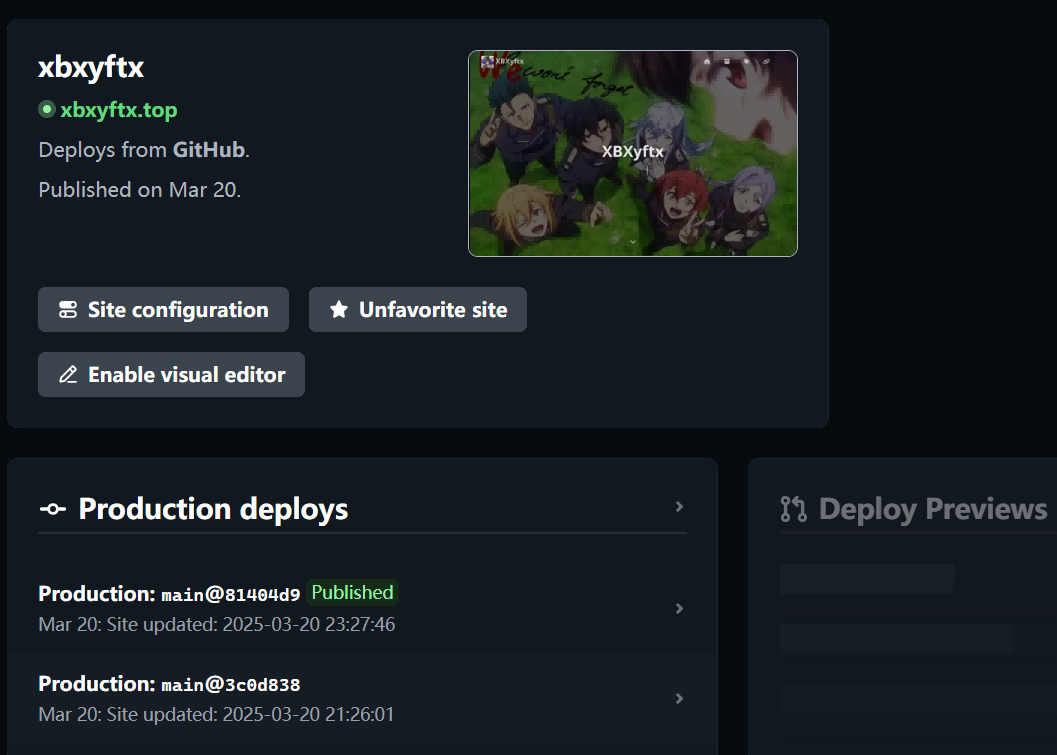 xbxyftx
xbxyftx.top
Deploys from GitHub.
Published on Mar 20.
XBXyftx
We won't forget
XBXyftx
Site configuration
Unfavorite site
Enable visual editor
Production deploys
Production: main@81404d9 Published
Mar 20: Site updated: 2025-03-20 23:27:46
Production: main@3c0d838
Mar 20: Site updated: 2025-03-20 21:26:01
Deploy Previews